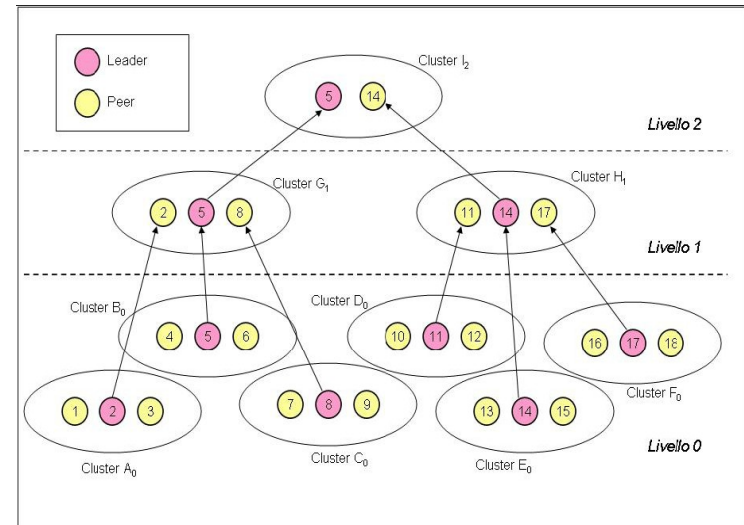 Leader
Peer
Cluster I₂
5 14
Livello 2
Cluster G₁
Cluster H₁
2 5 8
11 14 17
Livello 1
Cluster B₀
Cluster D₀
4 5 6
10 11 12
16 17 18
Cluster F₀
1 2 3
7 8 9
13 14 15
Livello 0
Cluster A₀
Cluster C₀
Cluster E₀